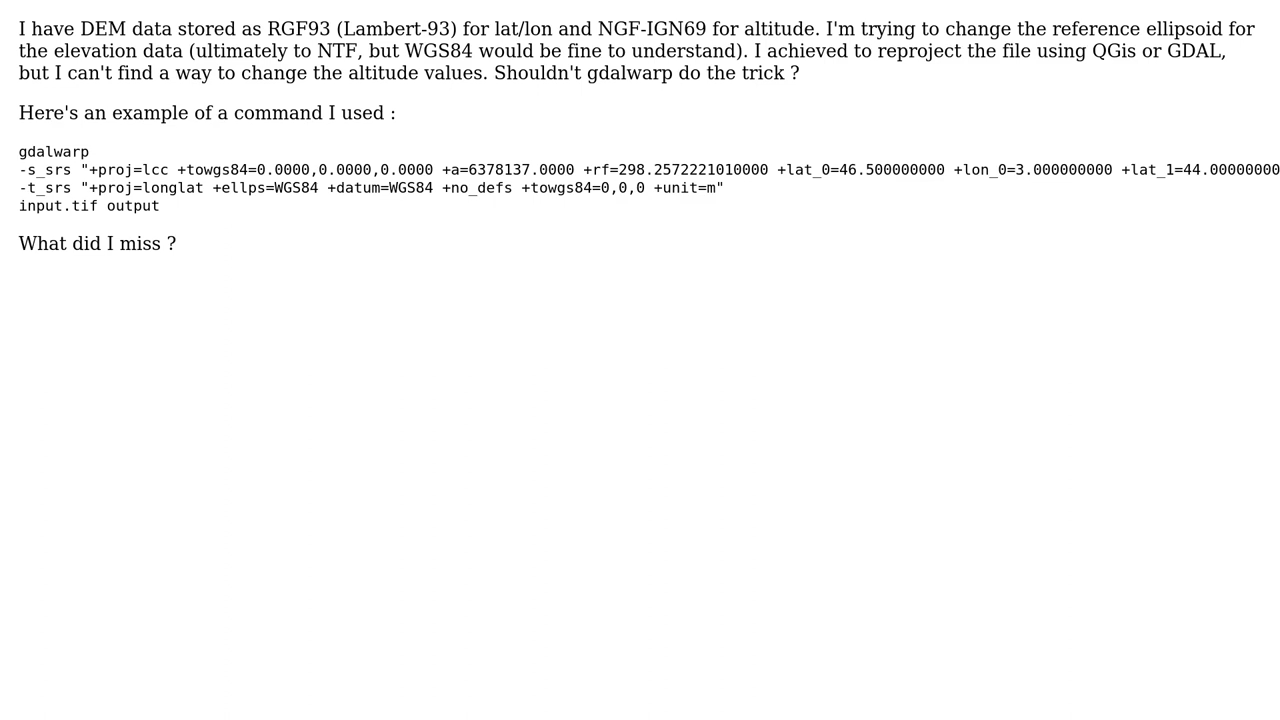 I have DEM data stored as RGF93 (Lambert-93) for lat/lon and NGF-IGN69 for altitude. I'm trying to change the reference ellipsoid for
the elevation data (ultimately to NTF, but WGS84 would be fine to understand). I achieved to reproject the file using QGis or GDAL,
but I can't find a way to change the altitude values. Shouldn't gdalwarp do the trick ?
Here's an example of a command I used :
gdalwarp
-s_srs "+proj=lcc +towgs84=0.0000,0.0000,0.0000 +a=6378137.0000 +rf=298.2572221010000 +lat_0=46.500000000 +lon_0=3.000000000 +lat_1=44.00000000
-t_srs "+proj=longlat +ellps=WGS84 +datum=WGS84 +no_defs +towgs84=0,0,0 +unit=m"
input.tif output
What did I miss ?